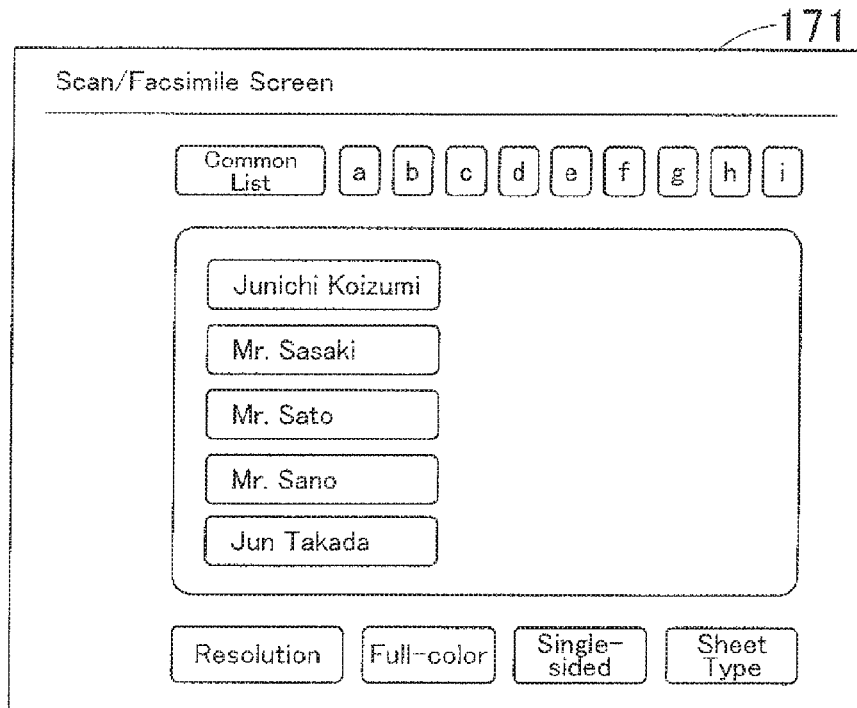 171
Scan/Facsimile Screen
Common
List
a b c d e f g h i
Junichi Koizumi
Mr. Sasaki
Mr. Sato
Mr. Sano
Jun Takada
Resolution
Full-color
Single-
sided
Sheet
Type